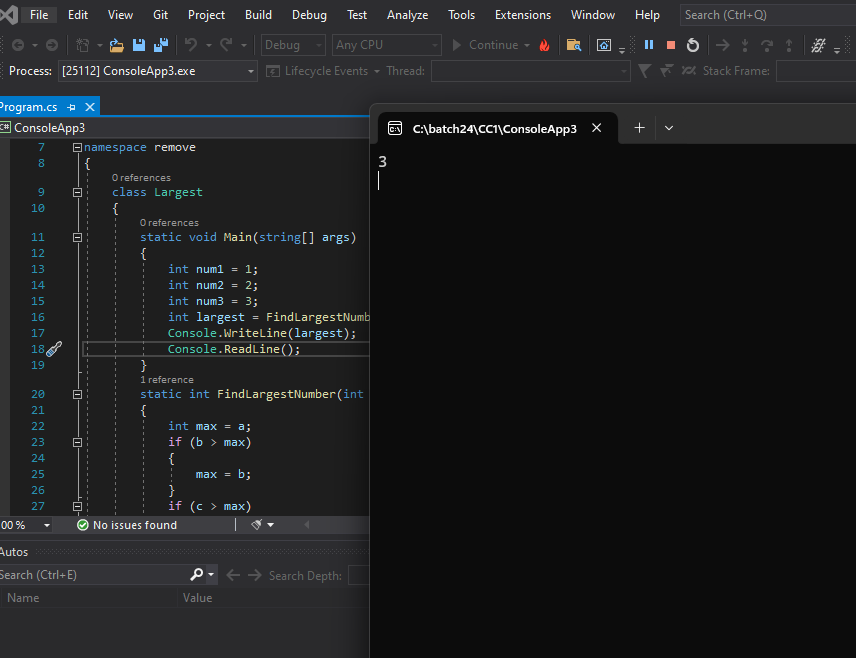 File Edit View Git Project Build Debug Test Analyze Tools Extensions Window Help Search (Ctrl+Q)
Debug Any CPU Continue
Process: [25112] ConsoleApp3.exe Lifecycle Events Thread: Stack Frame:
Program.cs
C# ConsoleApp3
7 namespace remove
8 {
0 references
9 class Largest
10 {
0 references
11 static void Main(string[] args)
12 {
13 int num1 = 1;
14 int num2 = 2;
15 int num3 = 3;
16 int largest = FindLargestNumb
17 Console.WriteLine(largest);
18 Console.ReadLine();
19 }
1 reference
20 static int FindLargestNumber(int
21 {
22 int max = a;
23 if (b > max)
24 {
25 max = b;
26 }
27 if (c > max)
00 % No issues found
Autos
Search (Ctrl+E) Search Depth:
Name Value
C:\batch24\CC1\ConsoleApp3
3